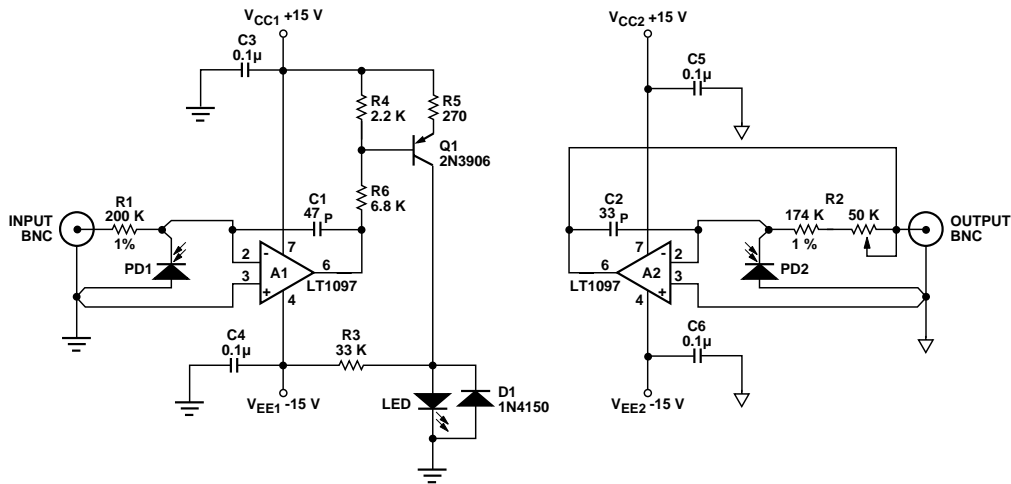 VCC1 +15 V
C3
0.1µ
R4
2.2 K
R5
270
Q1
2N3906
R6
6.8 K
C1
47 P
INPUT
BNC
R1
200 K
1%
PD1
2
3
-
+
7
A1
6
4
LT1097
C4
0.1µ
R3
33 K
VEE1 -15 V
LED
D1
1N4150
VCC2 +15 V
C5
0.1µ
C2
33 P
7
6
A2
-
+
2
3
4
LT1097
174 K
1 %
R2
50 K
PD2
OUTPUT
BNC
C6
0.1µ
VEE2 -15 V